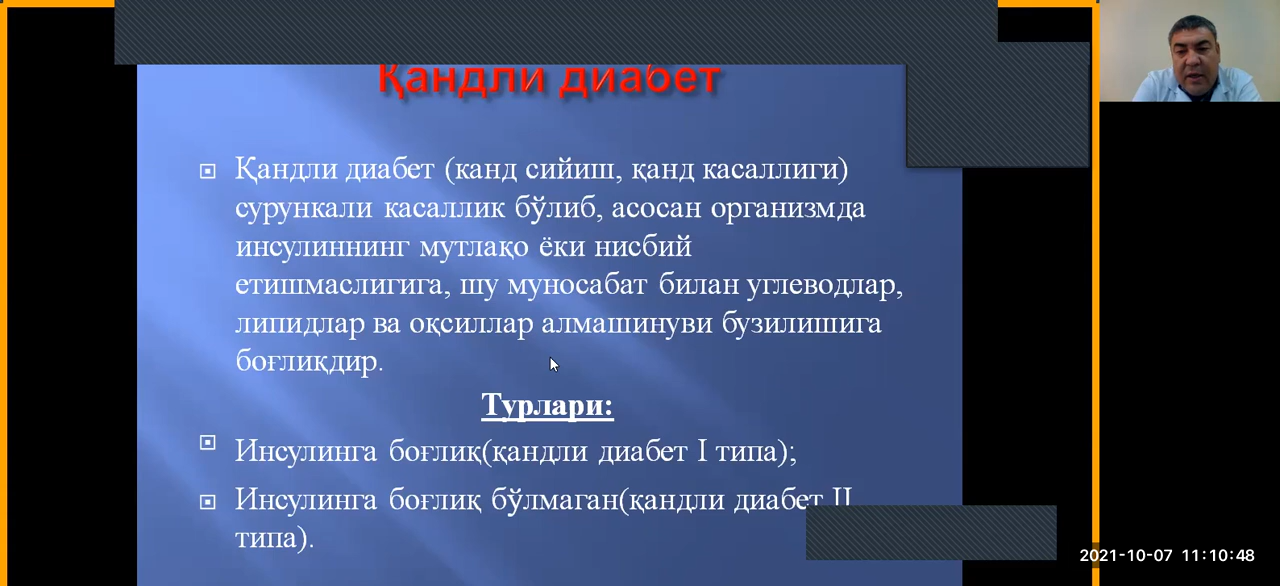 Қандли диабет
Қандли диабет (канд сийиш, қанд касаллиги)
сурункали касаллик бўлиб, асосан организмда
инсулиннинг мутлақо ёки нисбий
етишмаслигига, шу муносабат билан углеводлар,
липидлар ва оқсиллар алмашинуви бузилишига
боғлиқдир.
Турлари:
Инсулинга боғлиқ(қандли диабет I типа);
Инсулинга боғлиқ бўлмаган(қандли диабет II
типа).
2021-10-07 11:10:48